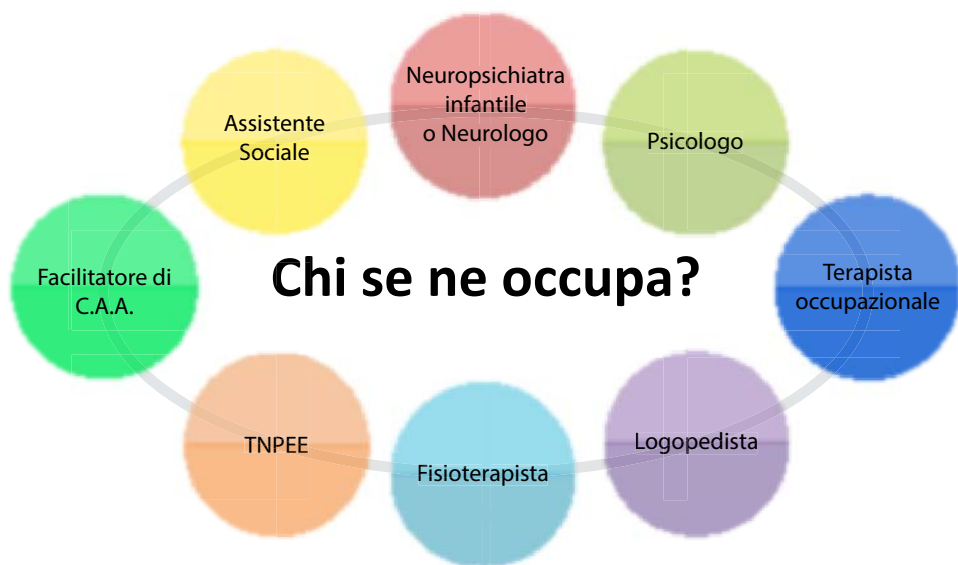 Neuropsichiatra
infantile
o Neurologo
Assistente
Sociale
Psicologo
Facilitatore di
C.A.A.
Chi se ne occupa?
Terapista
occupazionale
TNPEE
Fisioterapista
Logopedista